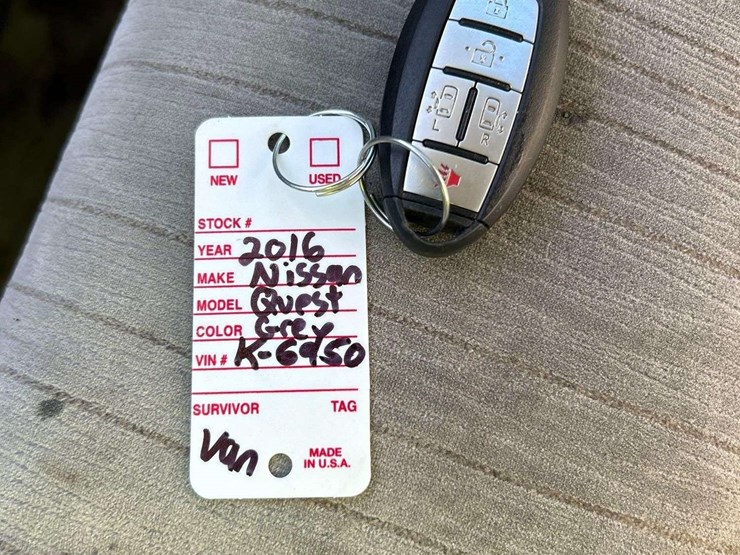 NEW USED
STOCK #
YEAR 2016
MAKE Nissan
MODEL Quest
COLOR Grey
VIN # K-6950
SURVIVOR TAG
Van
MADE
IN U.S.A.
L
R